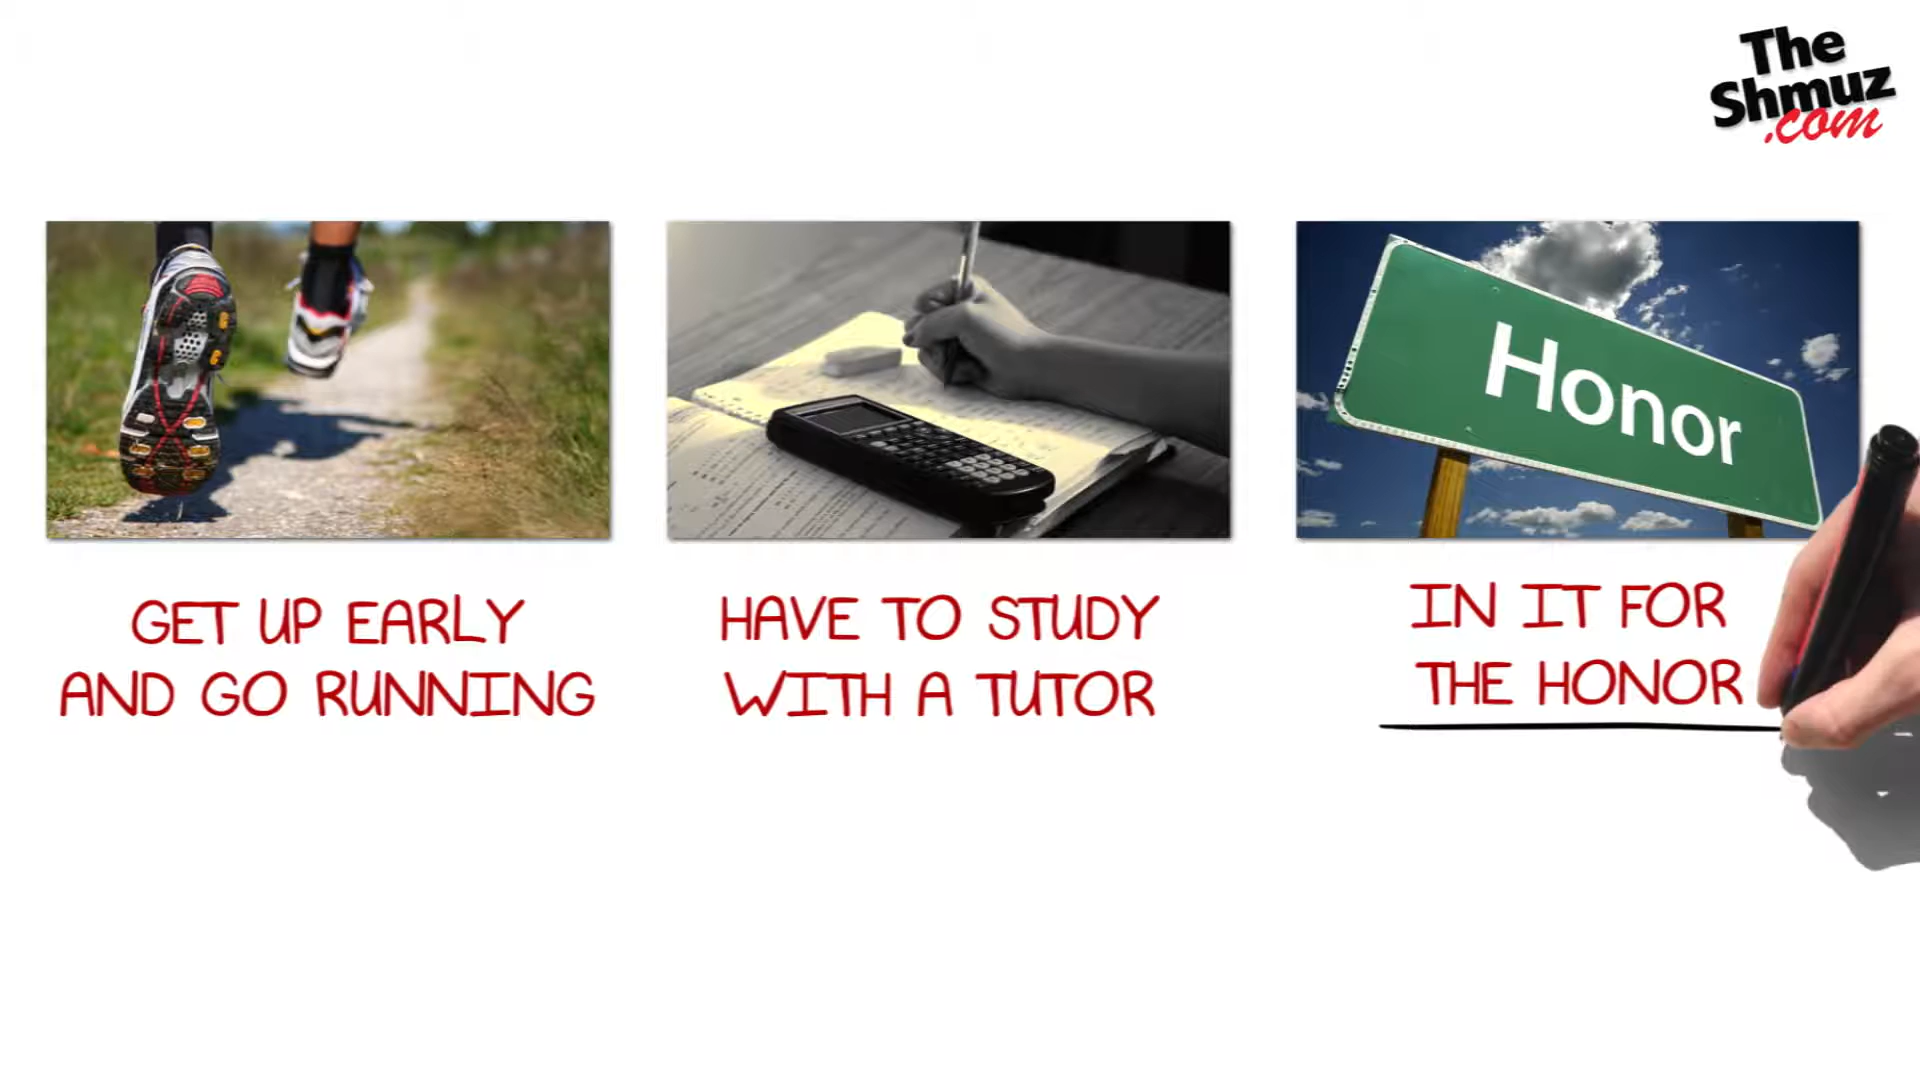 The
Shmuz
.com
Honor
GET UP EARLY
AND GO RUNNING
HAVE TO STUDY
WITH A TUTOR
IN IT FOR
THE HONOR